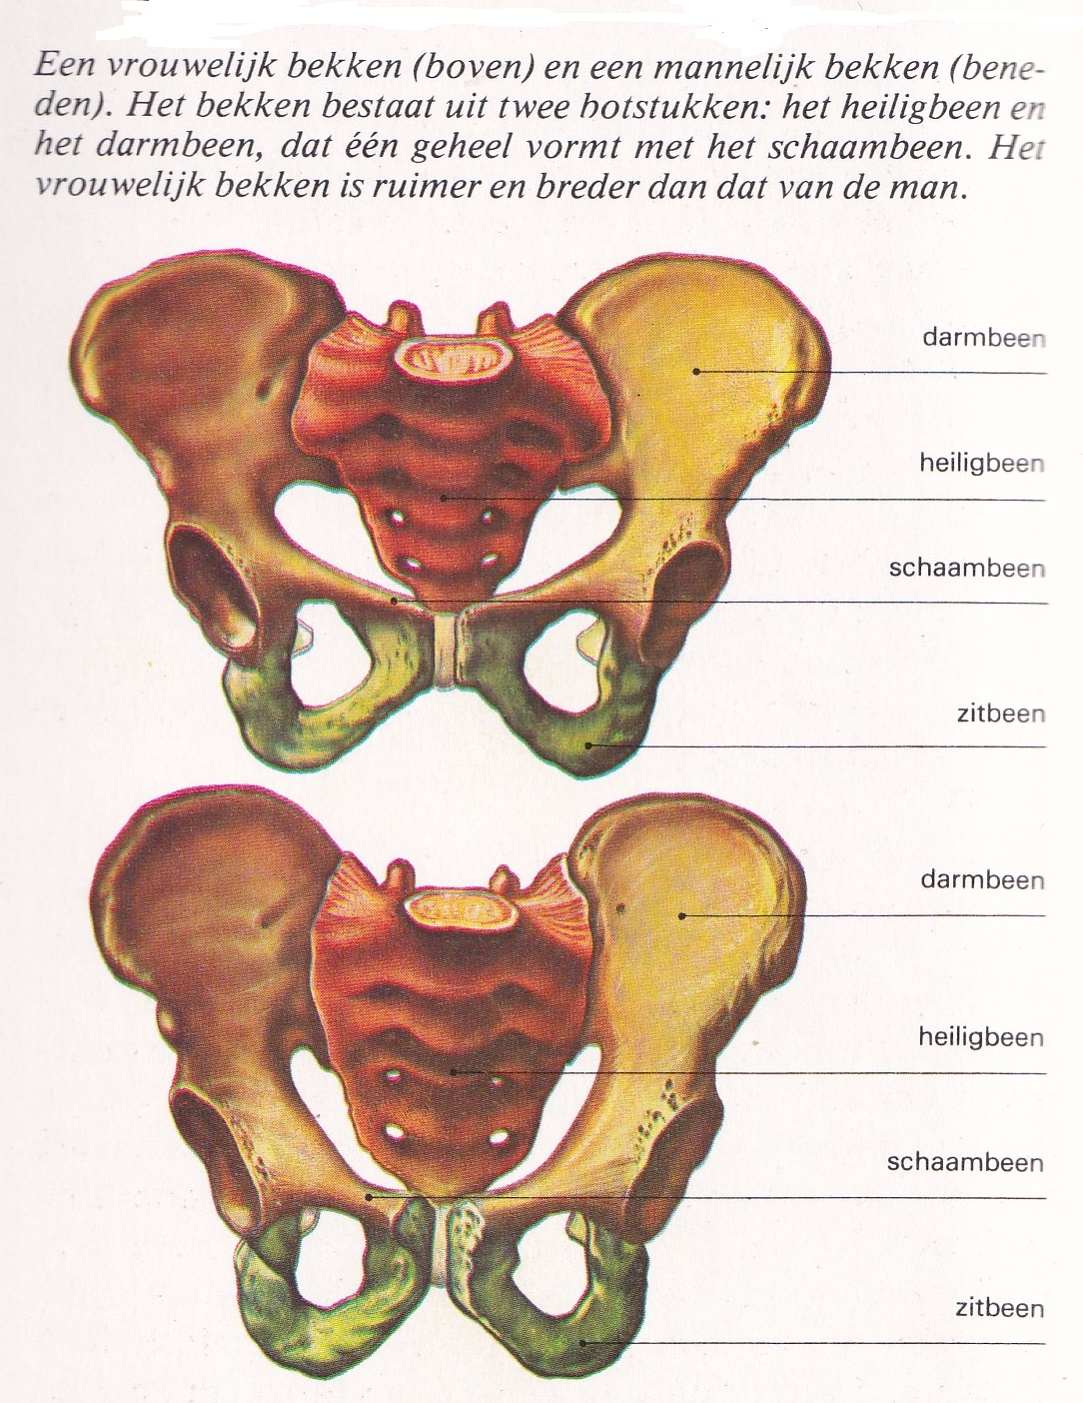 Een vrouwelijk bekken (boven) en een mannelijk bekken (bene-
den). Het bekken bestaat uit twee botstukken: het heiligbeen en
het darmbeen, dat één geheel vormt met het schaambeen. Het
vrouwelijk bekken is ruimer en breder dan dat van de man.
darmbeen
heiligbeen
schaambeen
zitbeen
darmbeen
heiligbeen
schaambeen
zitbeen